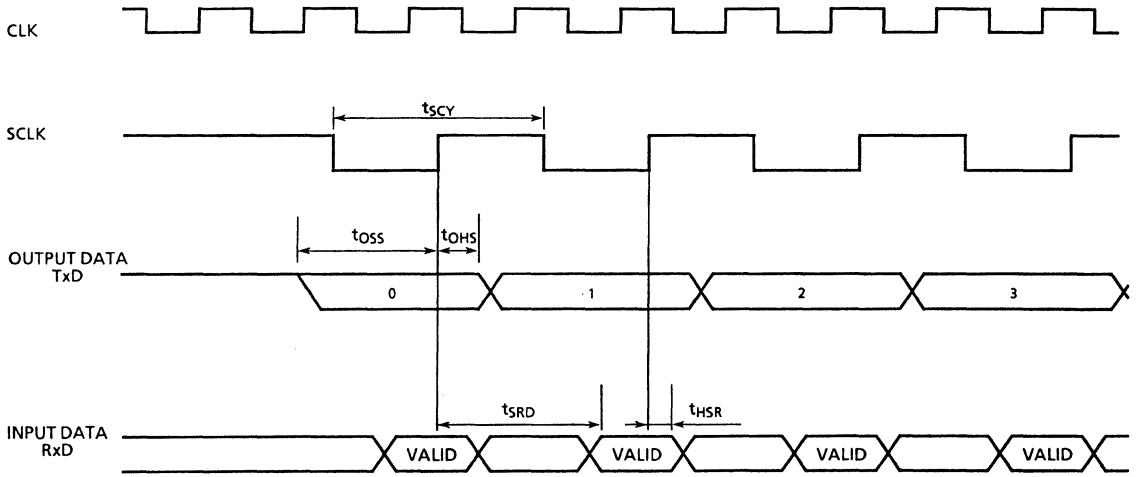 CLK
tSCY
SCLK
tOSS
tOHS
OUTPUT DATA
TxD
0
1
2
3
tSRD
tHSR
INPUT DATA
RxD
VALID
VALID
VALID
VALID